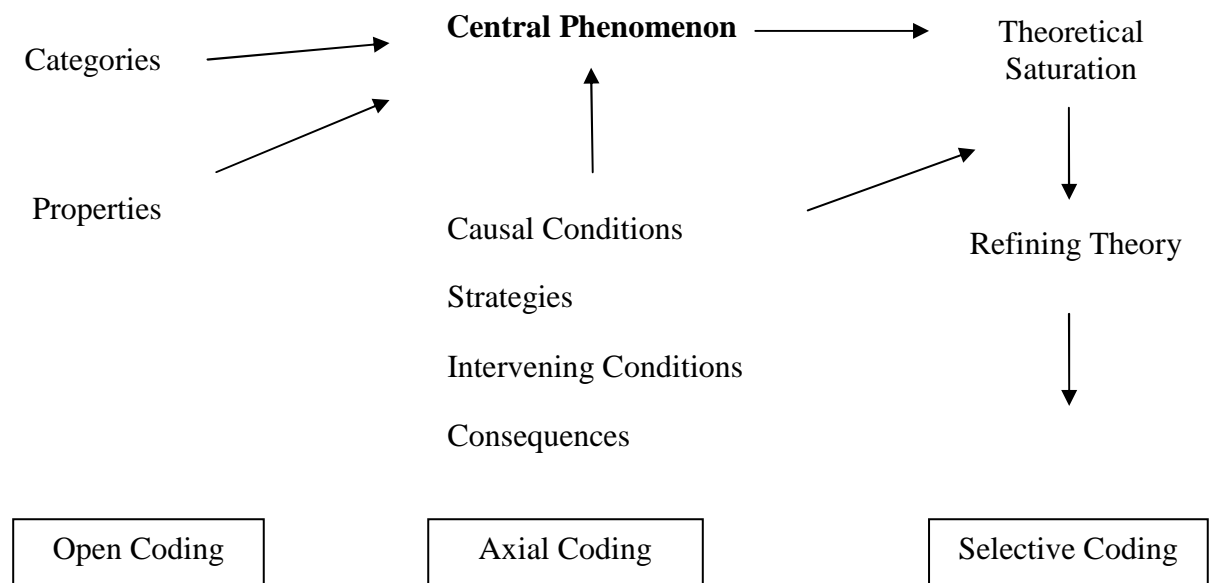 Central Phenomenon
Theoretical
Saturation
Categories
Properties
Causal Conditions
Refining Theory
Strategies
Intervening Conditions
Consequences
Open Coding
Axial Coding
Selective Coding